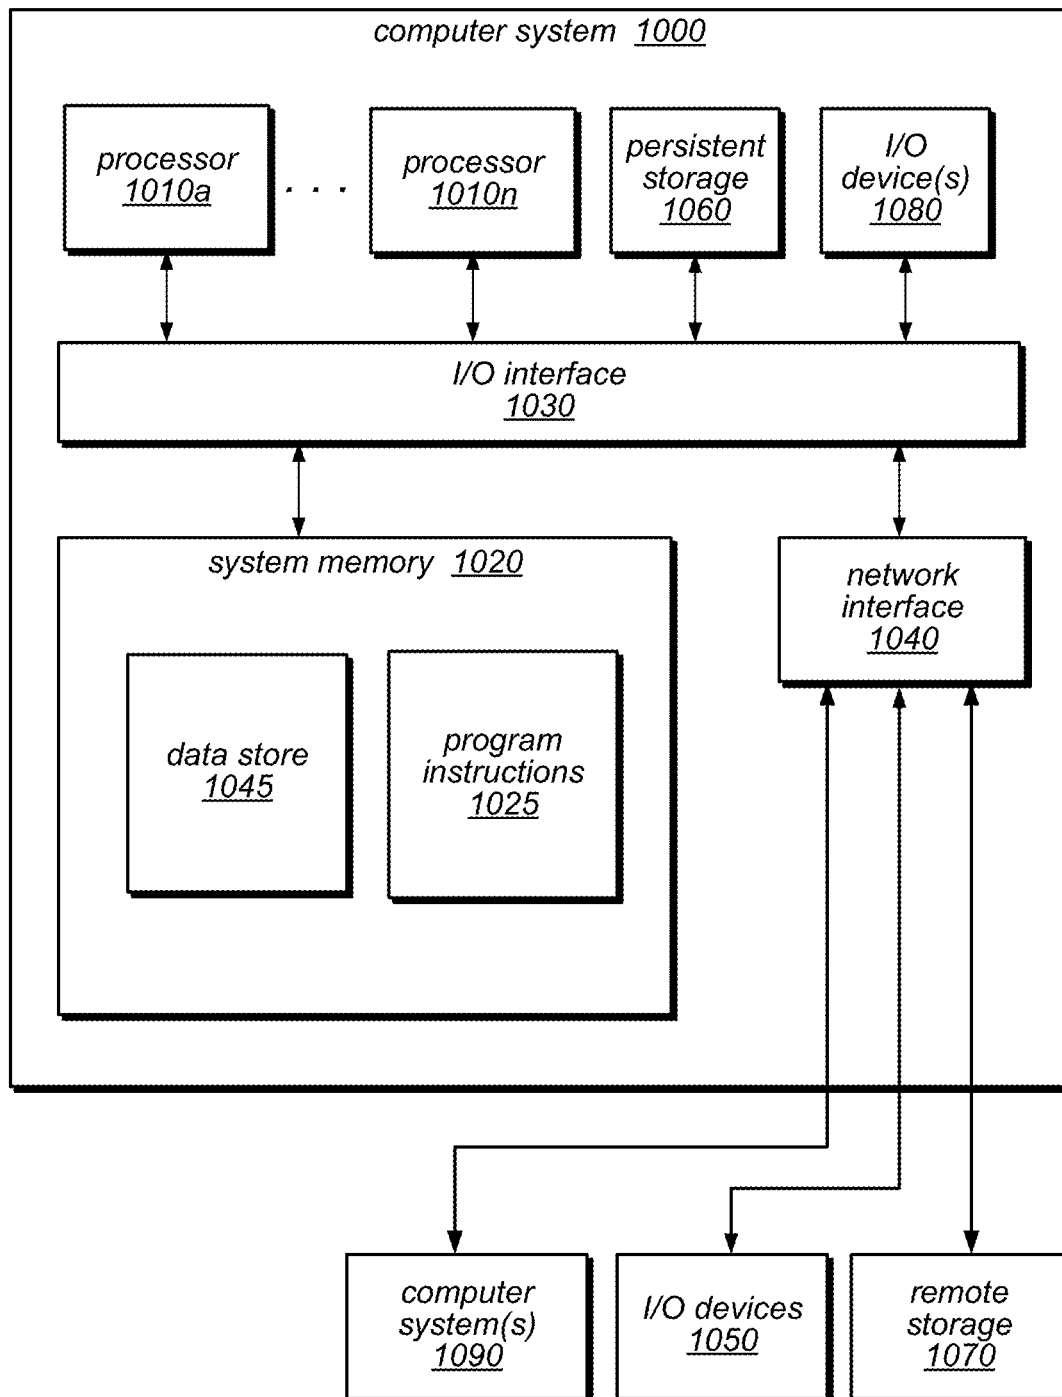 computer system 1000
processor
1010a
. . .
processor
1010n
persistent
storage
1060
I/O
device(s)
1080
I/O interface
1030
system memory 1020
network
interface
1040
data store
1045
program
instructions
1025
computer
system(s)
1090
I/O devices
1050
remote
storage
1070